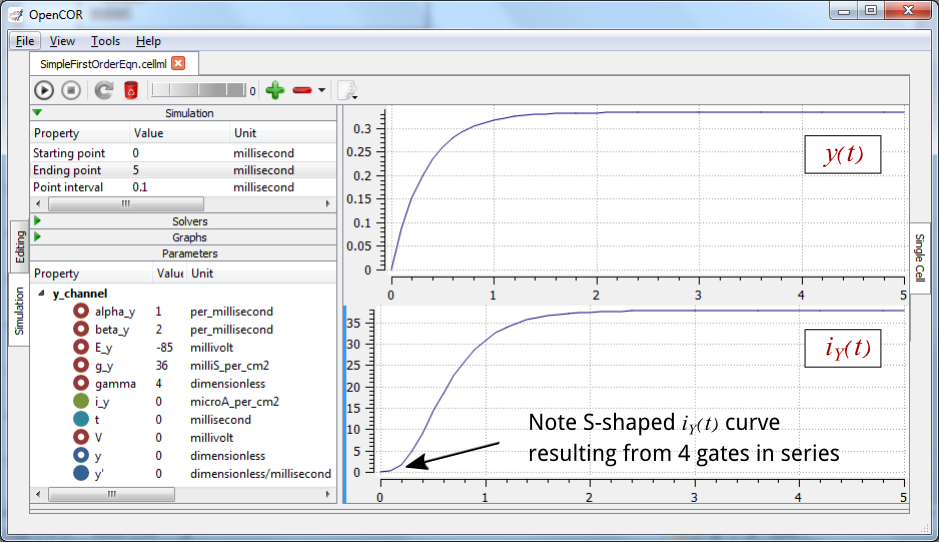 OpenCOR
File View Tools Help
SimpleFirstOrderEqn.cellml
0
Simulation
Property Value Unit
Starting point 0 millisecond
Ending point 5 millisecond
Point interval 0.1 millisecond
Solvers
Graphs
Parameters
Property Valu Unit
y_channel
alpha_y 1 per_millisecond
beta_y 2 per_millisecond
E_y -85 millivolt
g_y 36 milliS_per_cm2
gamma 4 dimensionless
i_y 0 microA_per_cm2
t 0 millisecond
V 0 millivolt
y 0 dimensionless
y' 0 dimensionless/millisecond
Editing
Simulation
0.3
0.25
0.2
0.15
0.1
0.05
0
0 1 2 3 4 5
y(t)
35
30
25
20
15
10
5
0
0 1 2 3 4 5
iY(t)
Note S-shaped iY(t) curve
resulting from 4 gates in series
Single Cell